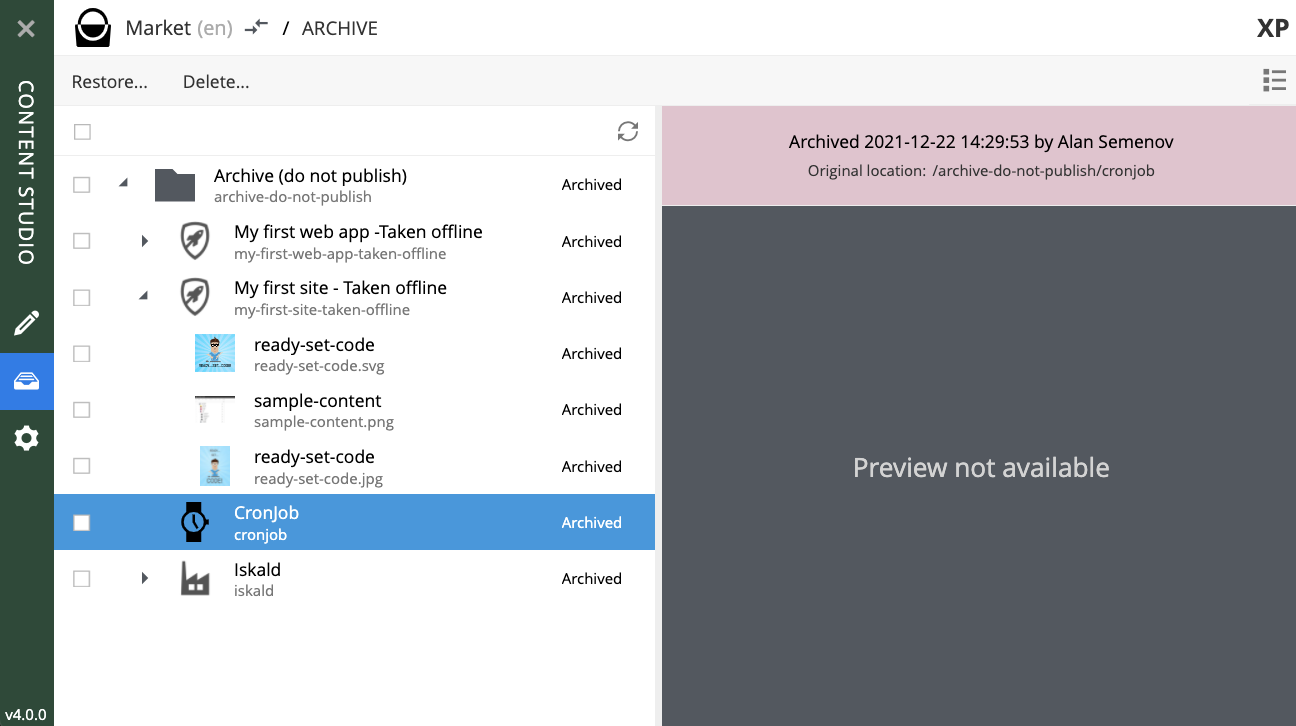 Market (en) / ARCHIVE
XP
CONTENT STUDIO
Restore... Delete...
Archive (do not publish) Archived
archive-do-not-publish
My first web app -Taken offline Archived
my-first-web-app-taken-offline
My first site - Taken offline Archived
my-first-site-taken-offline
ready-set-code Archived
ready-set-code.svg
sample-content Archived
sample-content.png
ready-set-code Archived
ready-set-code.jpg
CronJob Archived
cronjob
Iskald Archived
iskald
v4.0.0
Archived 2021-12-22 14:29:53 by Alan Semenov
Original location: /archive-do-not-publish/cronjob
Preview not available